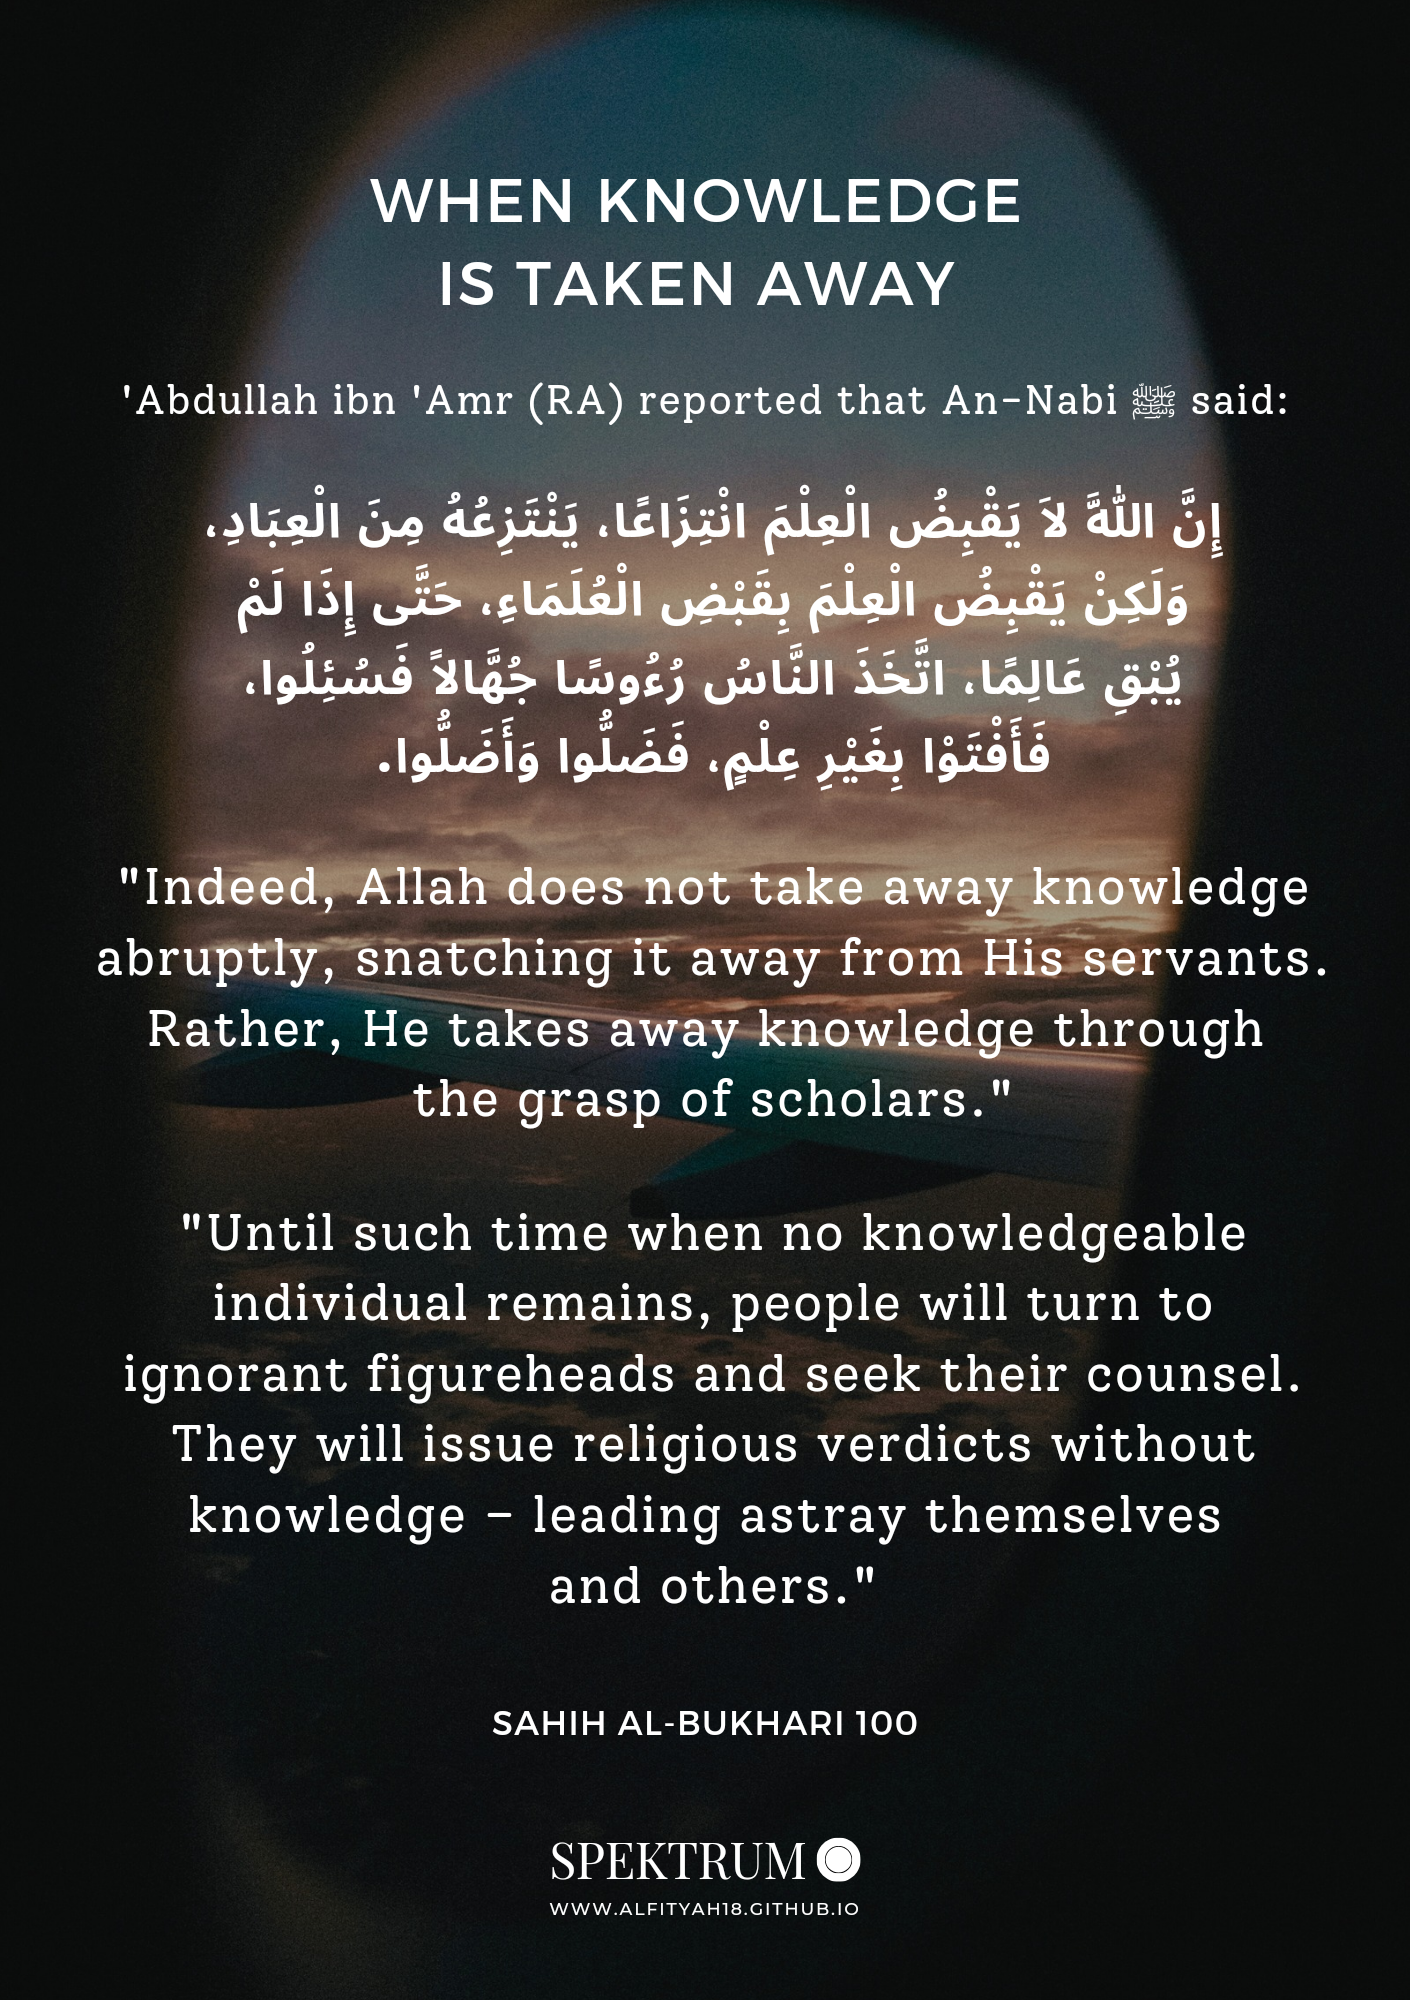 WHEN KNOWLEDGE
IS TAKEN AWAY
'Abdullah ibn 'Amr (RA) reported that An-Nabi ﷺ said:
إِنَّ اللَّهَ لاَ يَقْبِضُ الْعِلْمَ انْتِزَاعًا، يَنْتَزِعُهُ مِنَ الْعِبَادِ،
وَلَكِنْ يَقْبِضُ الْعِلْمَ بِقَبْضِ الْعُلَمَاءِ، حَتَّى إِذَا لَمْ
يُبْقِ عَالِمًا، اتَّخَذَ النَّاسُ رُءُوسًا جُهَّالاً فَسُئِلُوا،
فَأَفْتَوْا بِغَيْرِ عِلْمٍ، فَضَلُّوا وَأَضَلُّوا.
"Indeed, Allah does not take away knowledge
abruptly, snatching it away from His servants.
Rather, He takes away knowledge through
the grasp of scholars."
"Until such time when no knowledgeable
individual remains, people will turn to
ignorant figureheads and seek their counsel.
They will issue religious verdicts without
knowledge – leading astray themselves
and others."
SAHIH AL-BUKHARI 100
SPEKTRUM
WWW.ALFITYAH18.GITHUB.IO